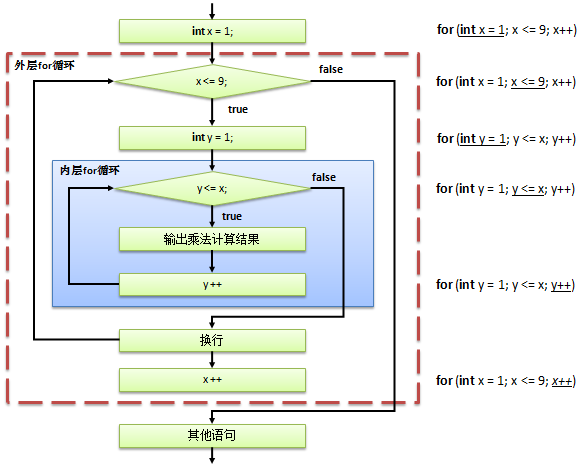 int x = 1;
for (int x = 1; x <= 9; x++)
外层for循环
false
x<= 9;
for (int x = 1; x <= 9; x++)
true
int y = 1;
for (int y = 1; y <= x; y++)
内层for循环
false
y <= x;
for (int y = 1; y <= x; y++)
true
输出乘法计算结果
y ++
for (int y = 1; y <= x; y++)
换行
x ++
for (int x = 1; x <= 9; x++)
其他语句